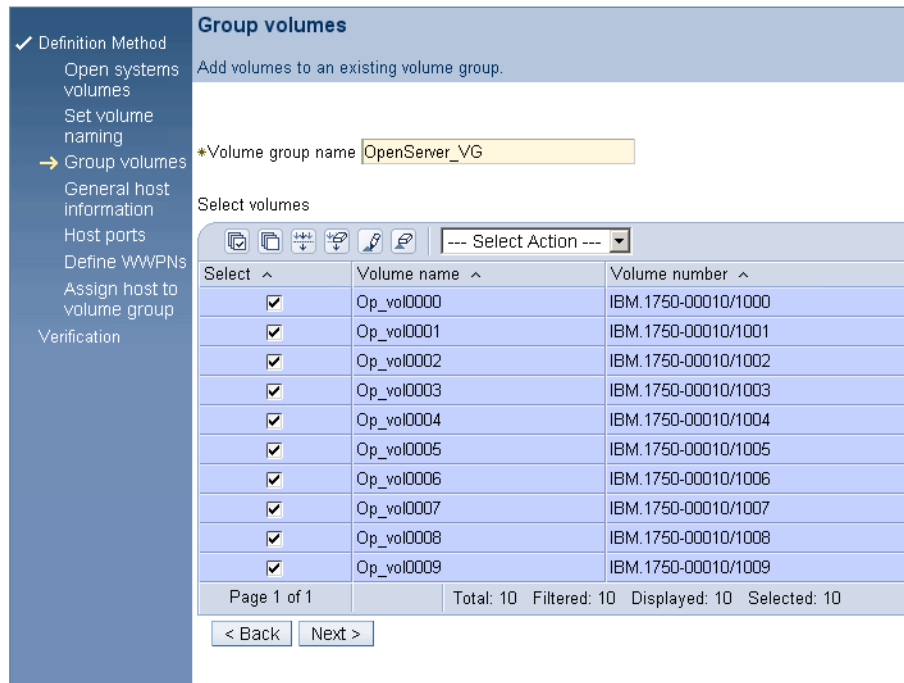 ✓ Definition Method
Open systems
volumes
Set volume
naming
→ Group volumes
General host
information
Host ports
Define WWPNs
Assign host to
volume group
Verification
Group volumes
Add volumes to an existing volume group.
*Volume group name OpenServer_VG
Select volumes
--- Select Action ---
Select Volume name Volume number
Op_vol0000 IBM.1750-00010/1000
Op_vol0001 IBM.1750-00010/1001
Op_vol0002 IBM.1750-00010/1002
Op_vol0003 IBM.1750-00010/1003
Op_vol0004 IBM.1750-00010/1004
Op_vol0005 IBM.1750-00010/1005
Op_vol0006 IBM.1750-00010/1006
Op_vol0007 IBM.1750-00010/1007
Op_vol0008 IBM.1750-00010/1008
Op_vol0009 IBM.1750-00010/1009
Page 1 of 1 Total: 10 Filtered: 10 Displayed: 10 Selected: 10
< Back Next >